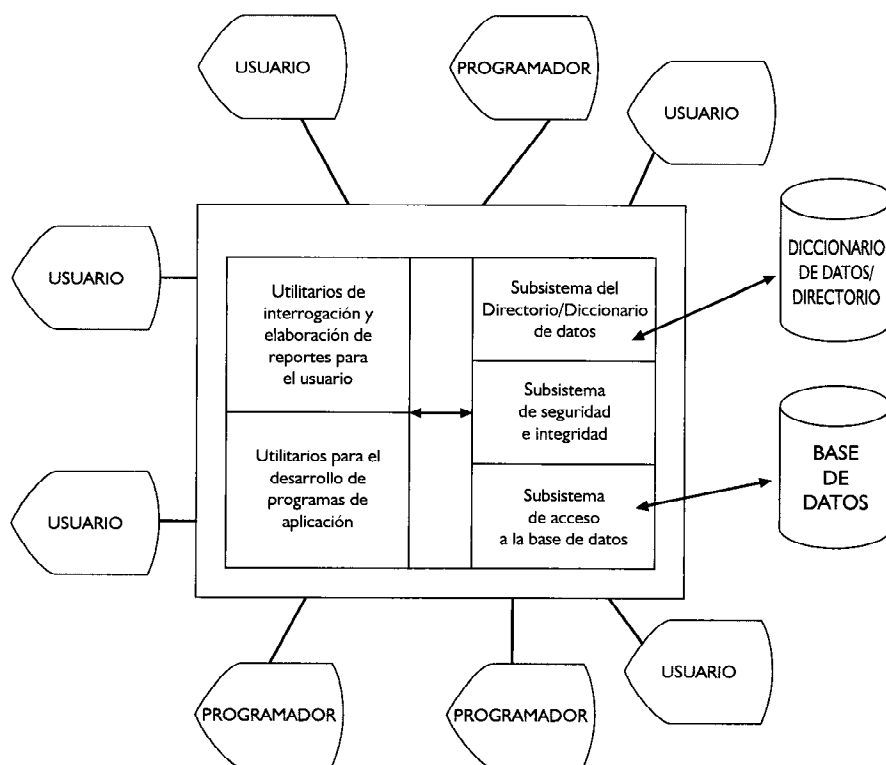 USUARIO
PROGRAMADOR
USUARIO
USUARIO
Utilitarios de
interrogación y
elaboración de
reportes para
el usuario
Subsistema del
Directorio/Diccionario
de datos
DICCIONARIO
DE DATOS/
DIRECTORIO
Subsistema
de seguridad
e integridad
Utilitarios para el
desarrollo de
programas de
aplicación
Subsistema
de acceso
a la base de datos
BASE
DE
DATOS
USUARIO
PROGRAMADOR
PROGRAMADOR
USUARIO